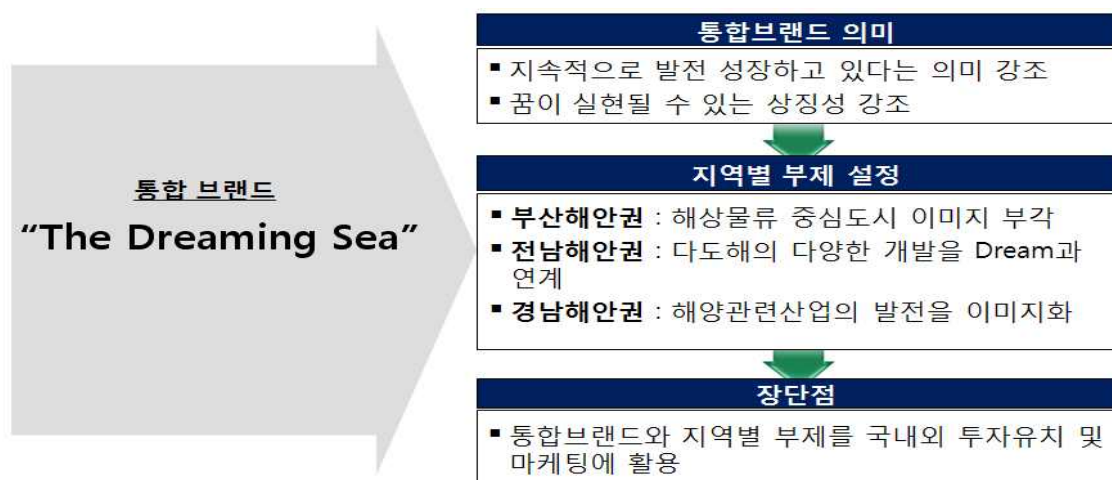 통합 브랜드
“The Dreaming Sea”
통합브랜드 의미
▪ 지속적으로 발전 성장하고 있다는 의미 강조
▪ 꿈이 실현될 수 있는 상징성 강조
지역별 부제 설정
▪ 부산해안권 : 해상물류 중심도시 이미지 부각
▪ 전남해안권 : 다도해의 다양한 개발을 Dream과
연계
▪ 경남해안권 : 해양관련산업의 발전을 이미지화
장단점
▪ 통합브랜드와 지역별 부제를 국내외 투자유치 및
마케팅에 활용